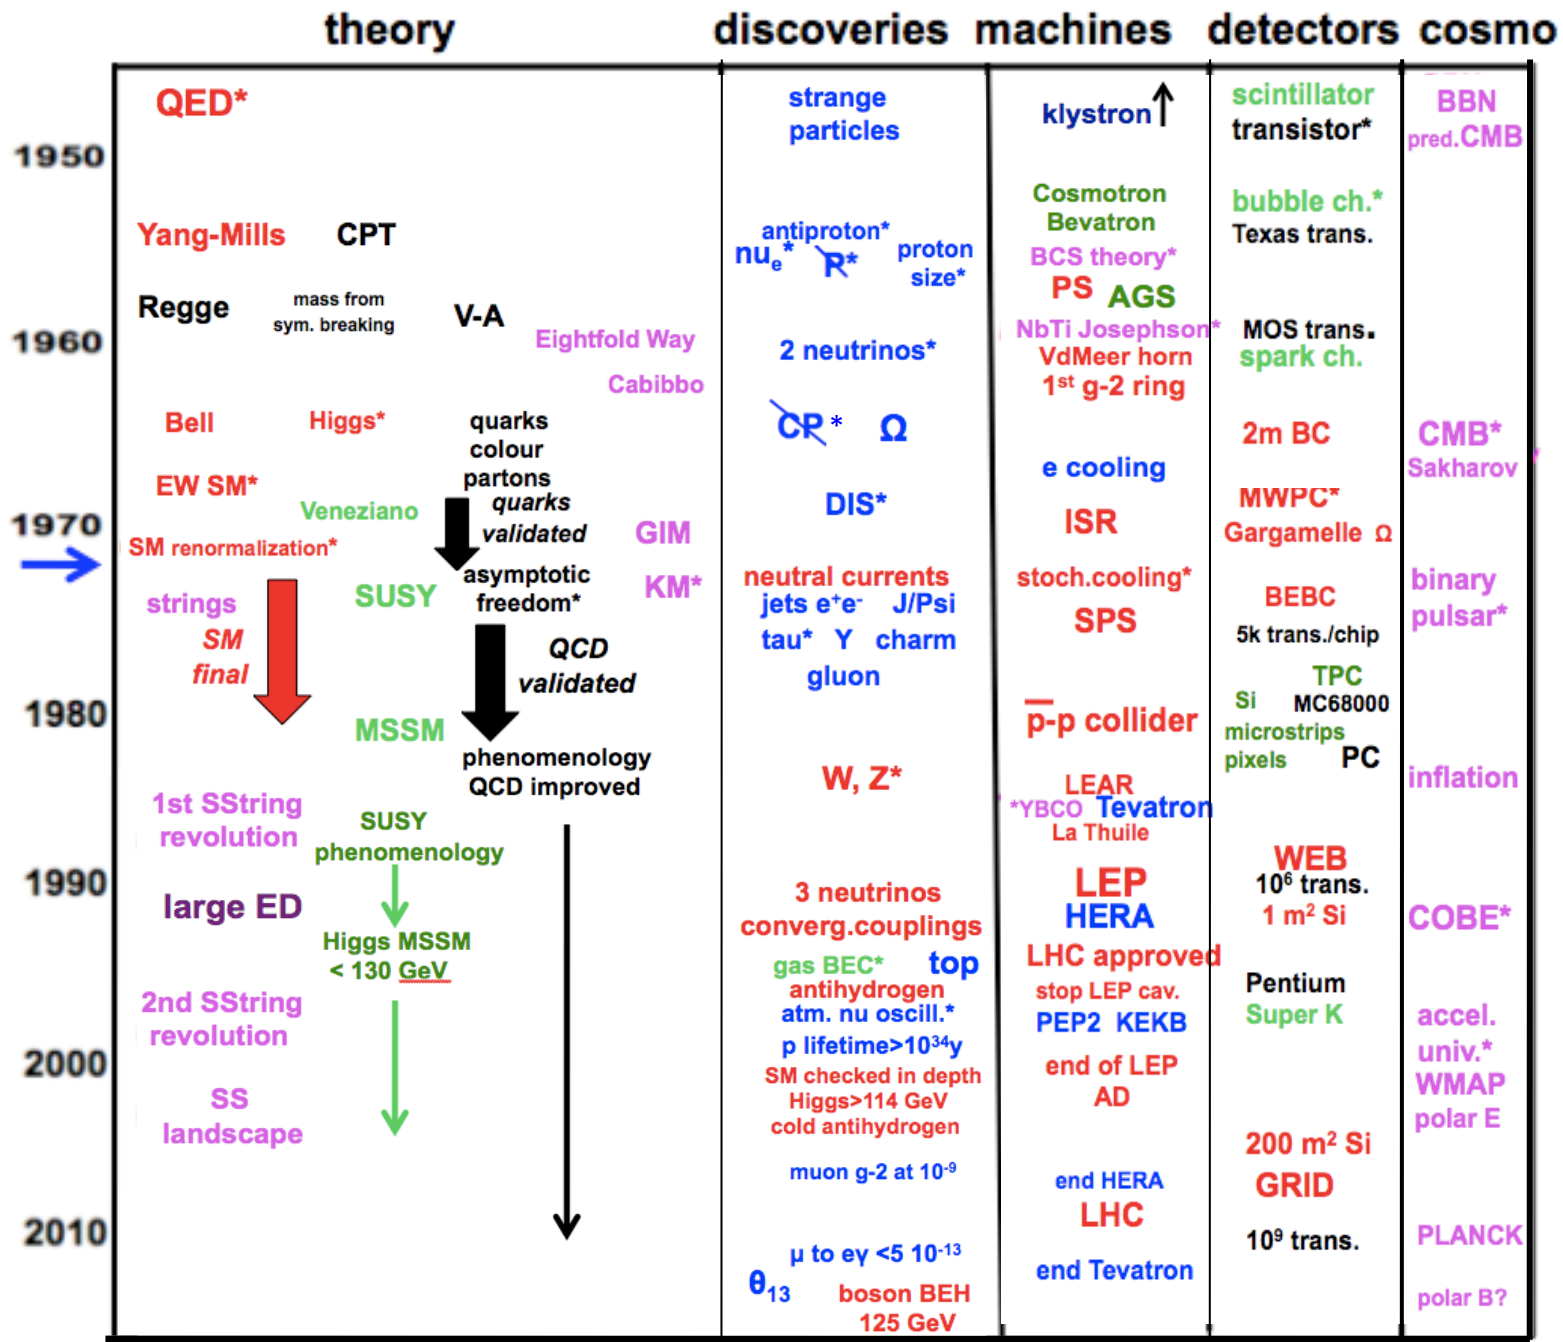 theory
discoveries
machines
detectors
cosmo
1950
1960
1970
1980
1990
2000
2010
QED*
Yang-Mills
CPT
Regge
mass from
sym. breaking
V-A
Eightfold Way
Cabibbo
Bell
Higgs*
quarks
colour
partons
EW SM*
Veneziano
quarks
validated
GIM
SM renormalization*
asymptotic
freedom*
KM*
SUSY
strings
SM
final
QCD
validated
MSSM
phenomenology
QCD improved
1st SString
revolution
SUSY
phenomenology
large ED
Higgs MSSM
< 130 GeV
2nd SString
revolution
SS
landscape
strange
particles
antiproton*
nuₑ*
P*
proton
size*
2 neutrinos*
CP *
Ω
DIS*
neutral currents
jets e⁺e⁻ J/Psi
tau* Y charm
gluon
W, Z*
3 neutrinos
converg.couplings
gas BEC*
top
antihydrogen
atm. nu oscill.*
p lifetime>10³⁴y
SM checked in depth
Higgs>114 GeV
cold antihydrogen
muon g-2 at 10⁻⁹
μ to eγ <5 10⁻¹³
θ₁₃
boson BEH
125 GeV
klystron
Cosmotron
Bevatron
BCS theory*
PS
AGS
NbTi Josephson*
VdMeer horn
1ˢᵗ g-2 ring
e cooling
ISR
stoch.cooling*
SPS
p̅-p collider
LEAR
*YBCO
Tevatron
La Thuile
LEP
HERA
LHC approved
stop LEP cav.
PEP2 KEKB
end of LEP
AD
end HERA
LHC
end Tevatron
scintillator
transistor*
bubble ch.*
Texas trans.
MOS trans.
spark ch.
2m BC
MWPC*
Gargamelle Ω
BEBC
5k trans./chip
TPC
Si
MC68000
microstrips
pixels
PC
WEB
10⁶ trans.
1 m² Si
Pentium
Super K
200 m² Si
GRID
10⁹ trans.
BBN
pred.CMB
CMB*
Sakharov
binary
pulsar*
inflation
COBE*
accel.
univ.*
WMAP
polar E
PLANCK
polar B?